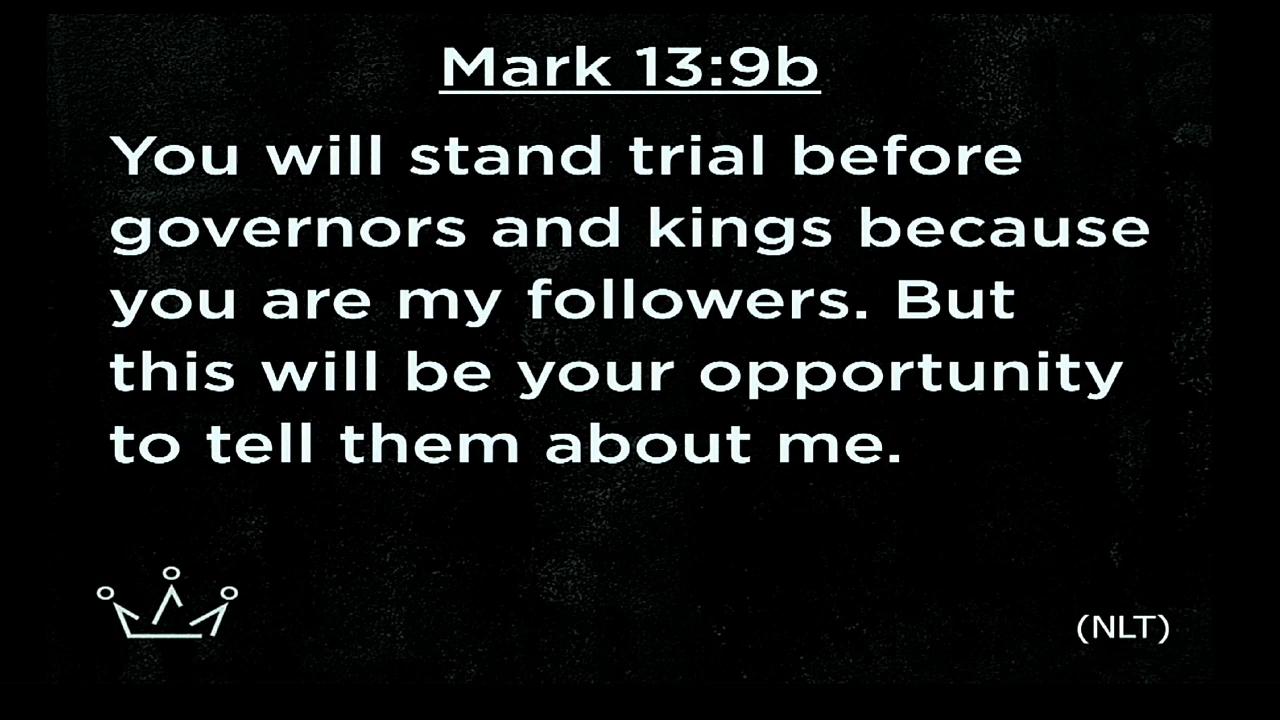 Mark 13:9b
You will stand trial before
governors and kings because
you are my followers. But
this will be your opportunity
to tell them about me.
(NLT)